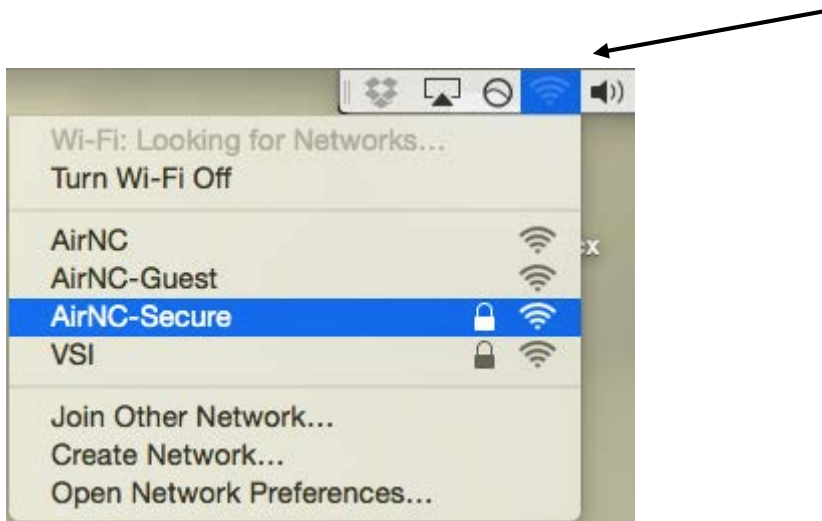 Wi-Fi: Looking for Networks...
Turn Wi-Fi Off
AirNC
AirNC-Guest
AirNC-Secure
VSI
Join Other Network...
Create Network...
Open Network Preferences...
cx